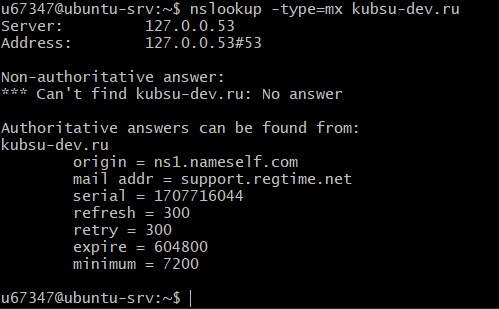 u67347@ubuntu-srv:~$ nslookup -type=mx kubsu-dev.ru
Server:         127.0.0.53
Address:        127.0.0.53#53

Non-authoritative answer:
*** Can't find kubsu-dev.ru: No answer

Authoritative answers can be found from:
kubsu-dev.ru
        origin = ns1.nameself.com
        mail addr = support.regtime.net
        serial = 1707716044
        refresh = 300
        retry = 300
        expire = 604800
        minimum = 7200

u67347@ubuntu-srv:~$